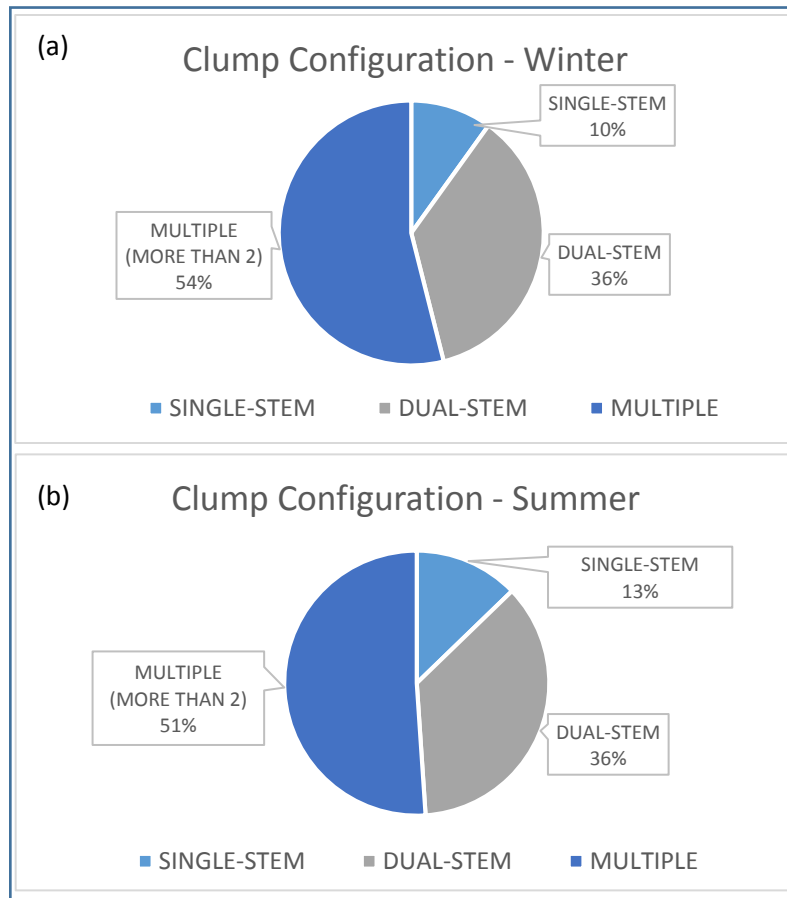 (a)
Clump Configuration - Winter
SINGLE-STEM
10%
MULTIPLE
(MORE THAN 2)
54%
DUAL-STEM
36%
SINGLE-STEM DUAL-STEM MULTIPLE
(b)
Clump Configuration - Summer
SINGLE-STEM
13%
MULTIPLE
(MORE THAN 2)
51%
DUAL-STEM
36%
SINGLE-STEM DUAL-STEM MULTIPLE